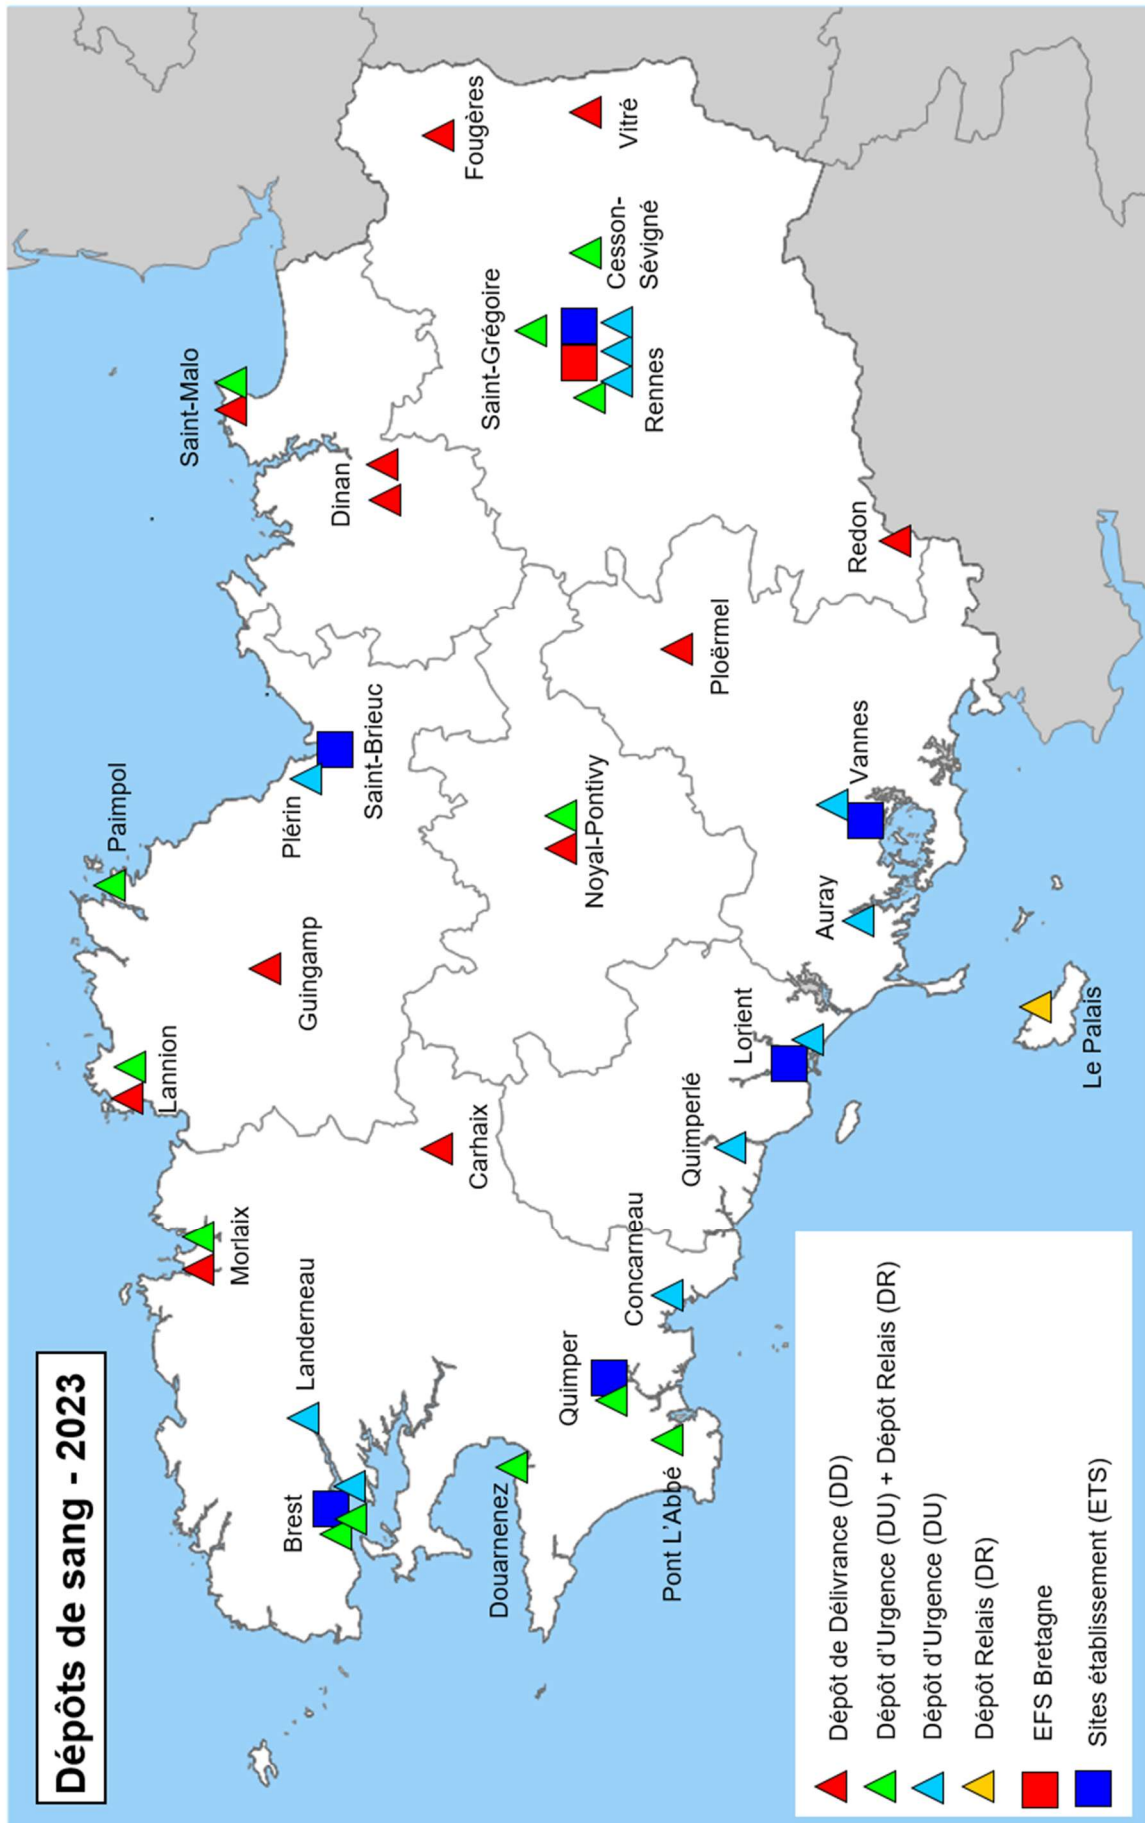 Dépôts de sang - 2023
Paimpol
Lannion
Saint-Malo
Morlaix
Guingamp
Plérin
Dinan
Saint-Brieuc
Landerneau
Brest
Fougères
Carhaix
Saint-Grégoire
Douarnenez
Noyal-Pontivy
Cesson-
Sévigné
Vitré
Rennes
Quimper
Concarneau
Pont L'Abbé
Quimperlé
Ploërmel
Lorient
Auray
Vannes
Redon
Le Palais
Dépôt de Délivrance (DD)
Dépôt d'Urgence (DU) + Dépôt Relais (DR)
Dépôt d'Urgence (DU)
Dépôt Relais (DR)
EFS Bretagne
Sites établissement (ETS)